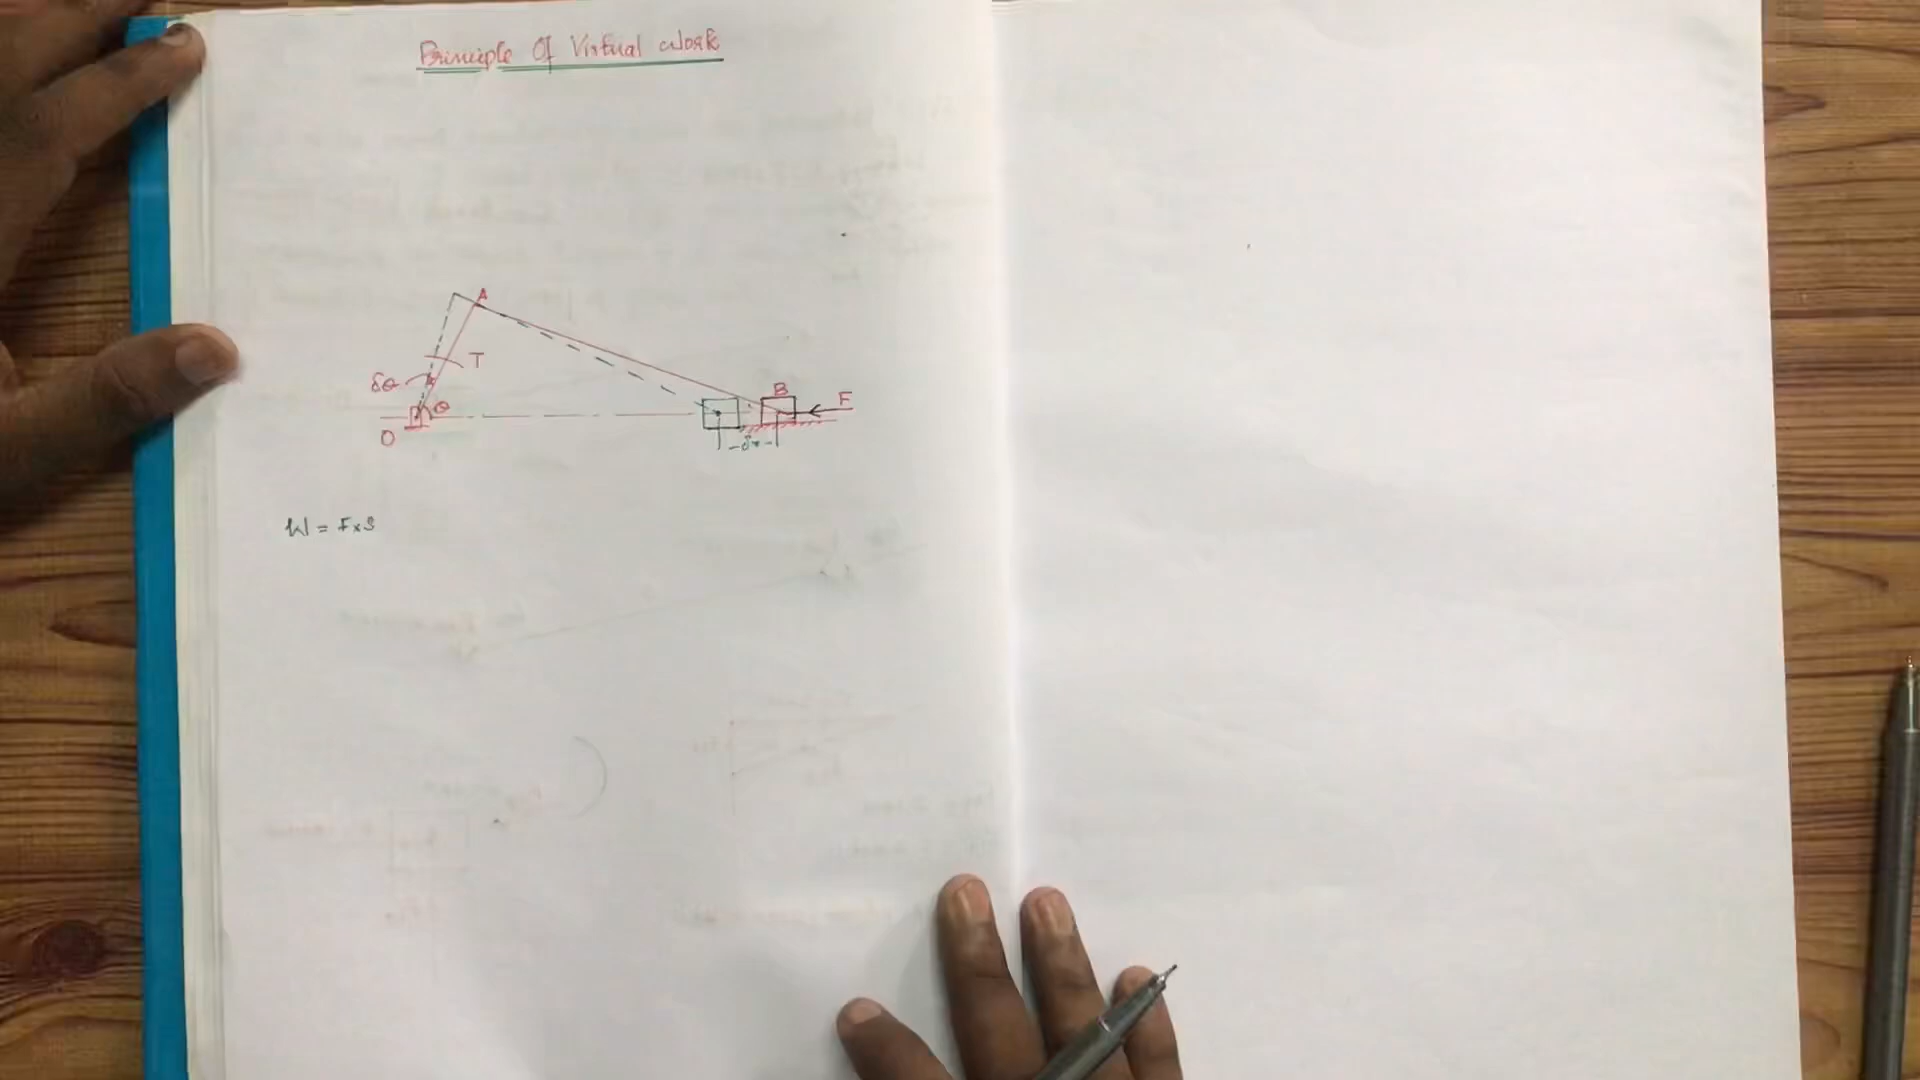 Principle Of Virtual Work
A
T
δθ
θ
B
F
O
δx
W = F×S